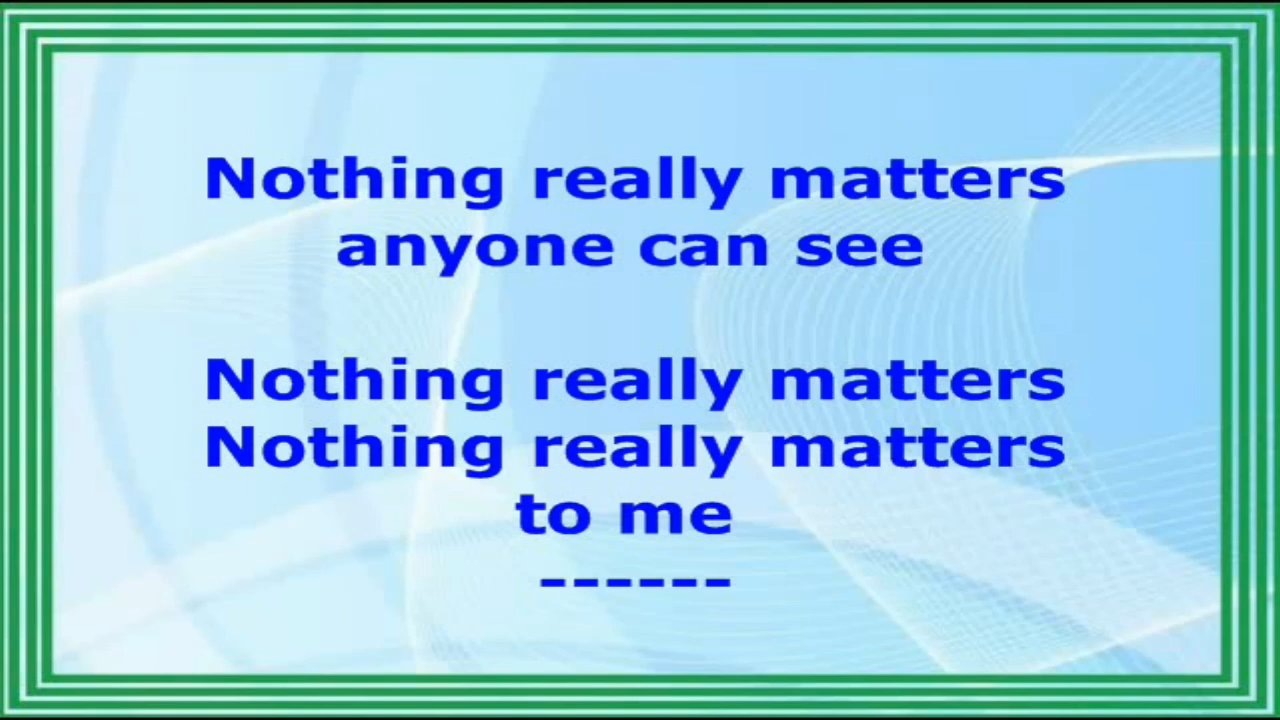 Nothing really matters
anyone can see
Nothing really matters
Nothing really matters
to me
------